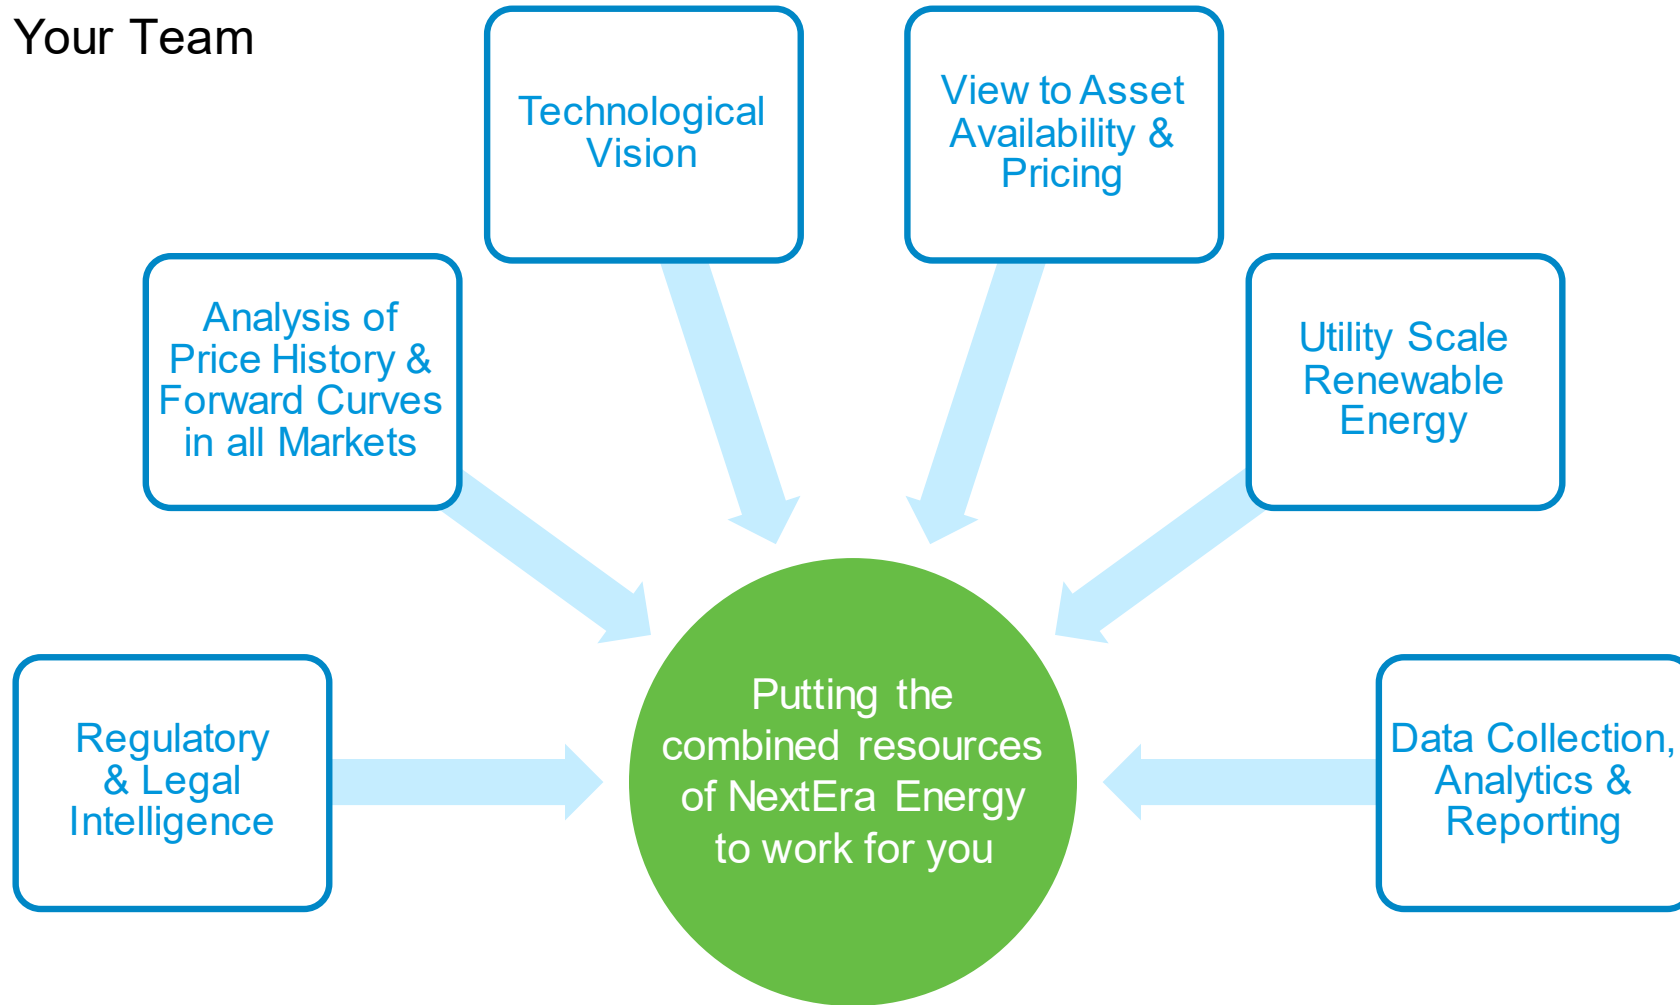 Your Team
Technological
Vision
View to Asset
Availability &
Pricing
Analysis of
Price History &
Forward Curves
in all Markets
Utility Scale
Renewable
Energy
Regulatory
& Legal
Intelligence
Putting the
combined resources
of NextEra Energy
to work for you
Data Collection,
Analytics &
Reporting